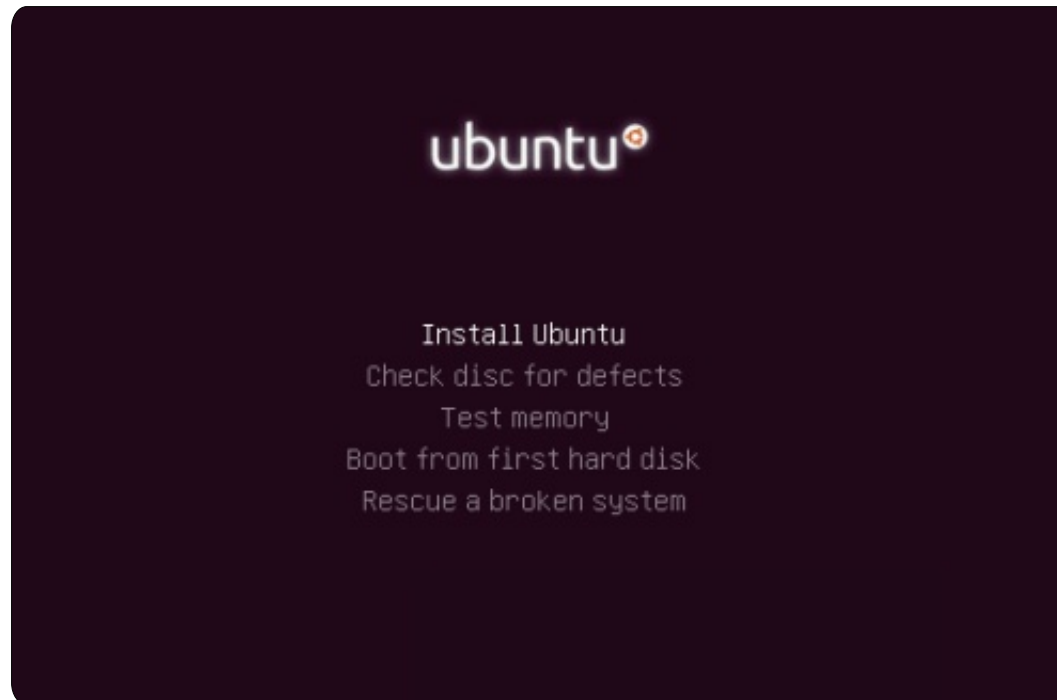 ubuntu
Install Ubuntu
Check disc for defects
Test memory
Boot from first hard disk
Rescue a broken system